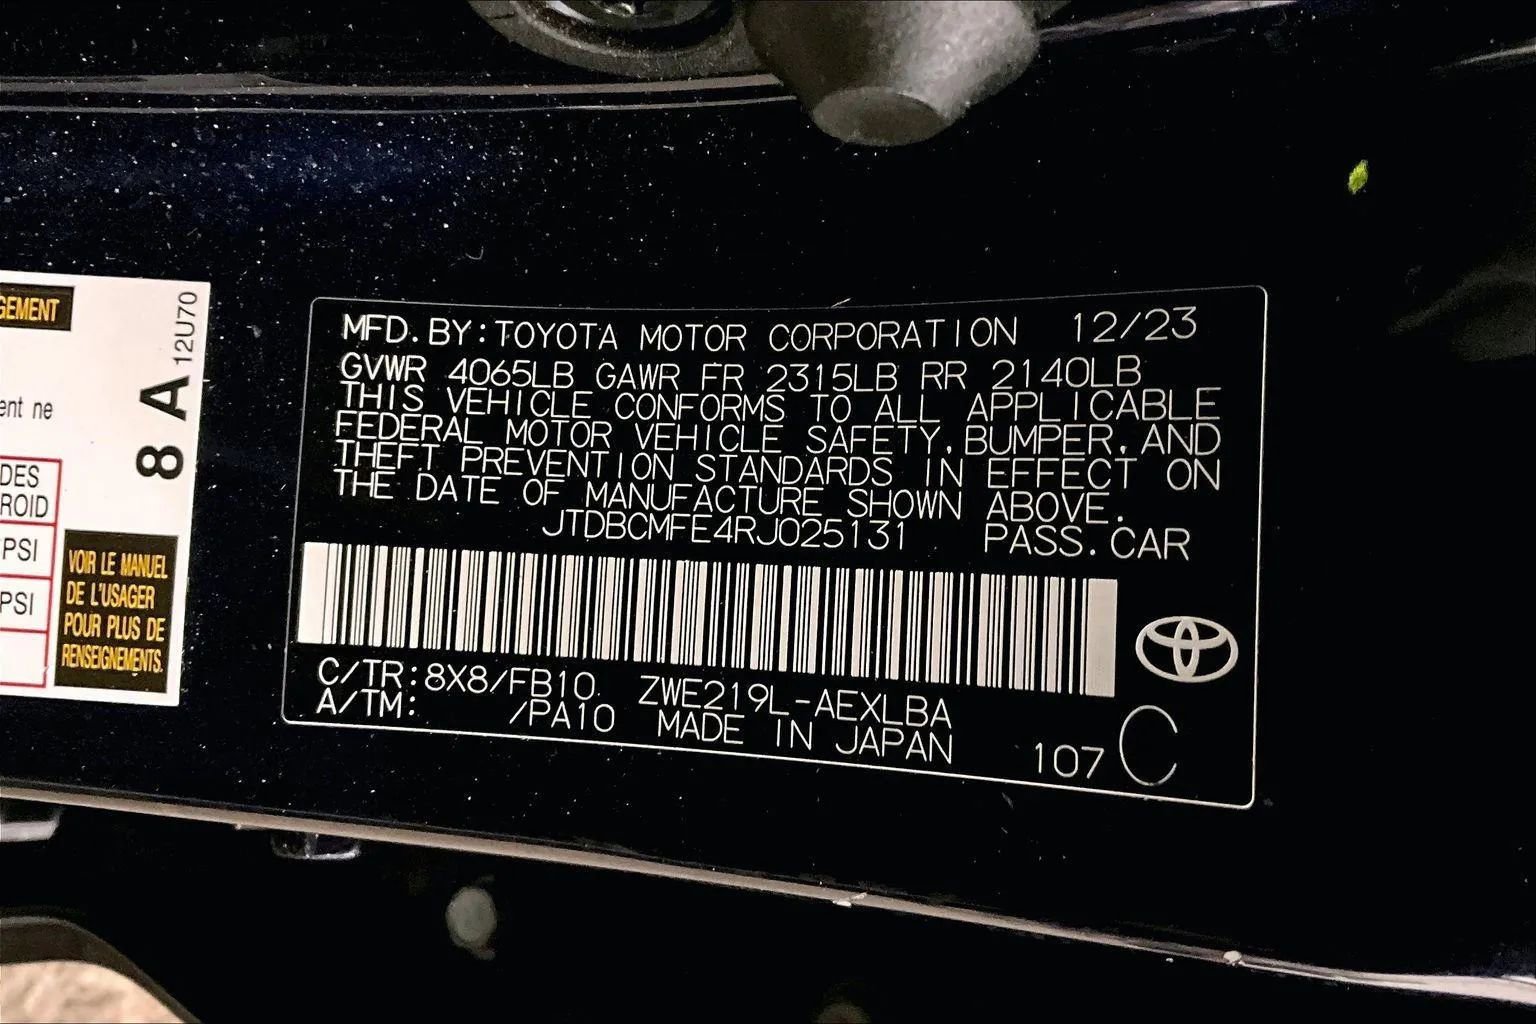 GEMENT
ent ne
DES
ROID
PSI
PSI
8 A 12U70
VOIR LE MANUEL
DE L'USAGER
POUR PLUS DE
RENSEIGNEMENTS.
MFD. BY: TOYOTA MOTOR CORPORATION 12/23
GVWR 4065LB GAWR FR 2315LB RR 2140LB
THIS VEHICLE CONFORMS TO ALL APPLICABLE
FEDERAL MOTOR VEHICLE SAFETY, BUMPER, AND
THEFT PREVENTION STANDARDS IN EFFECT ON
THE DATE OF MANUFACTURE SHOWN ABOVE.
JTDBCMFE4RJ025131 PASS. CAR
C/TR: 8X8/FB10 ZWE219L-AEXLBA
A/TM: /PA10 MADE IN JAPAN
107 C